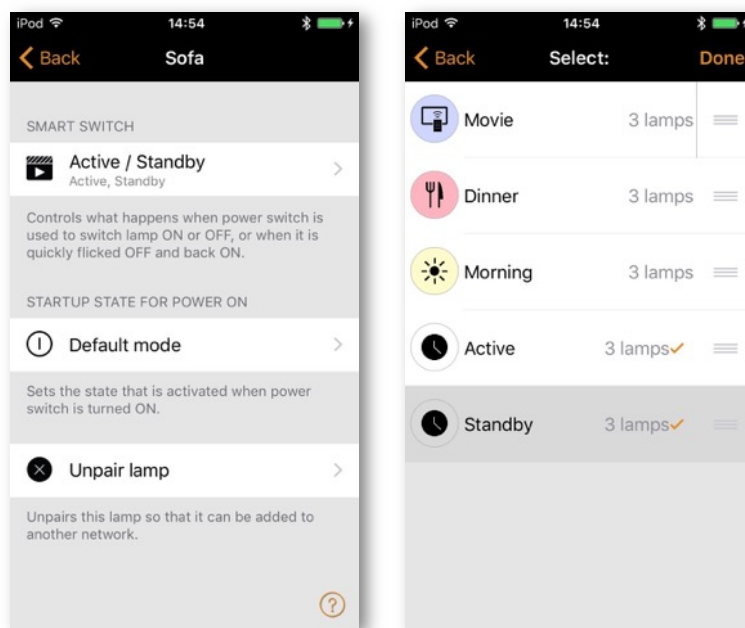 iPod 14:54
Back Sofa
SMART SWITCH
Active / Standby
Active, Standby
Controls what happens when power switch is
used to switch lamp ON or OFF, or when it is
quickly flicked OFF and back ON.
STARTUP STATE FOR POWER ON
Default mode
Sets the state that is activated when power
switch is turned ON.
Unpair lamp
Unpairs this lamp so that it can be added to
another network.
?
iPod 14:54
Back Select: Done
Movie 3 lamps
Dinner 3 lamps
Morning 3 lamps
Active 3 lamps
Standby 3 lamps